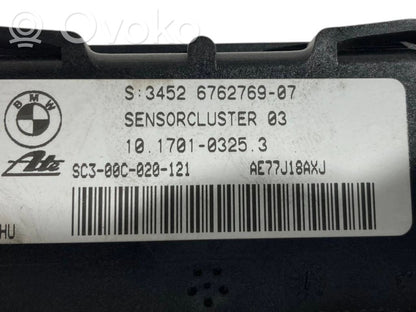 OVOKO
BMW
S:3452 6762769-07
SENSORCLUSTER 03
10.1701-0325.3
Ate
SC3-00C-020-121 AE77J18AXJ
HU